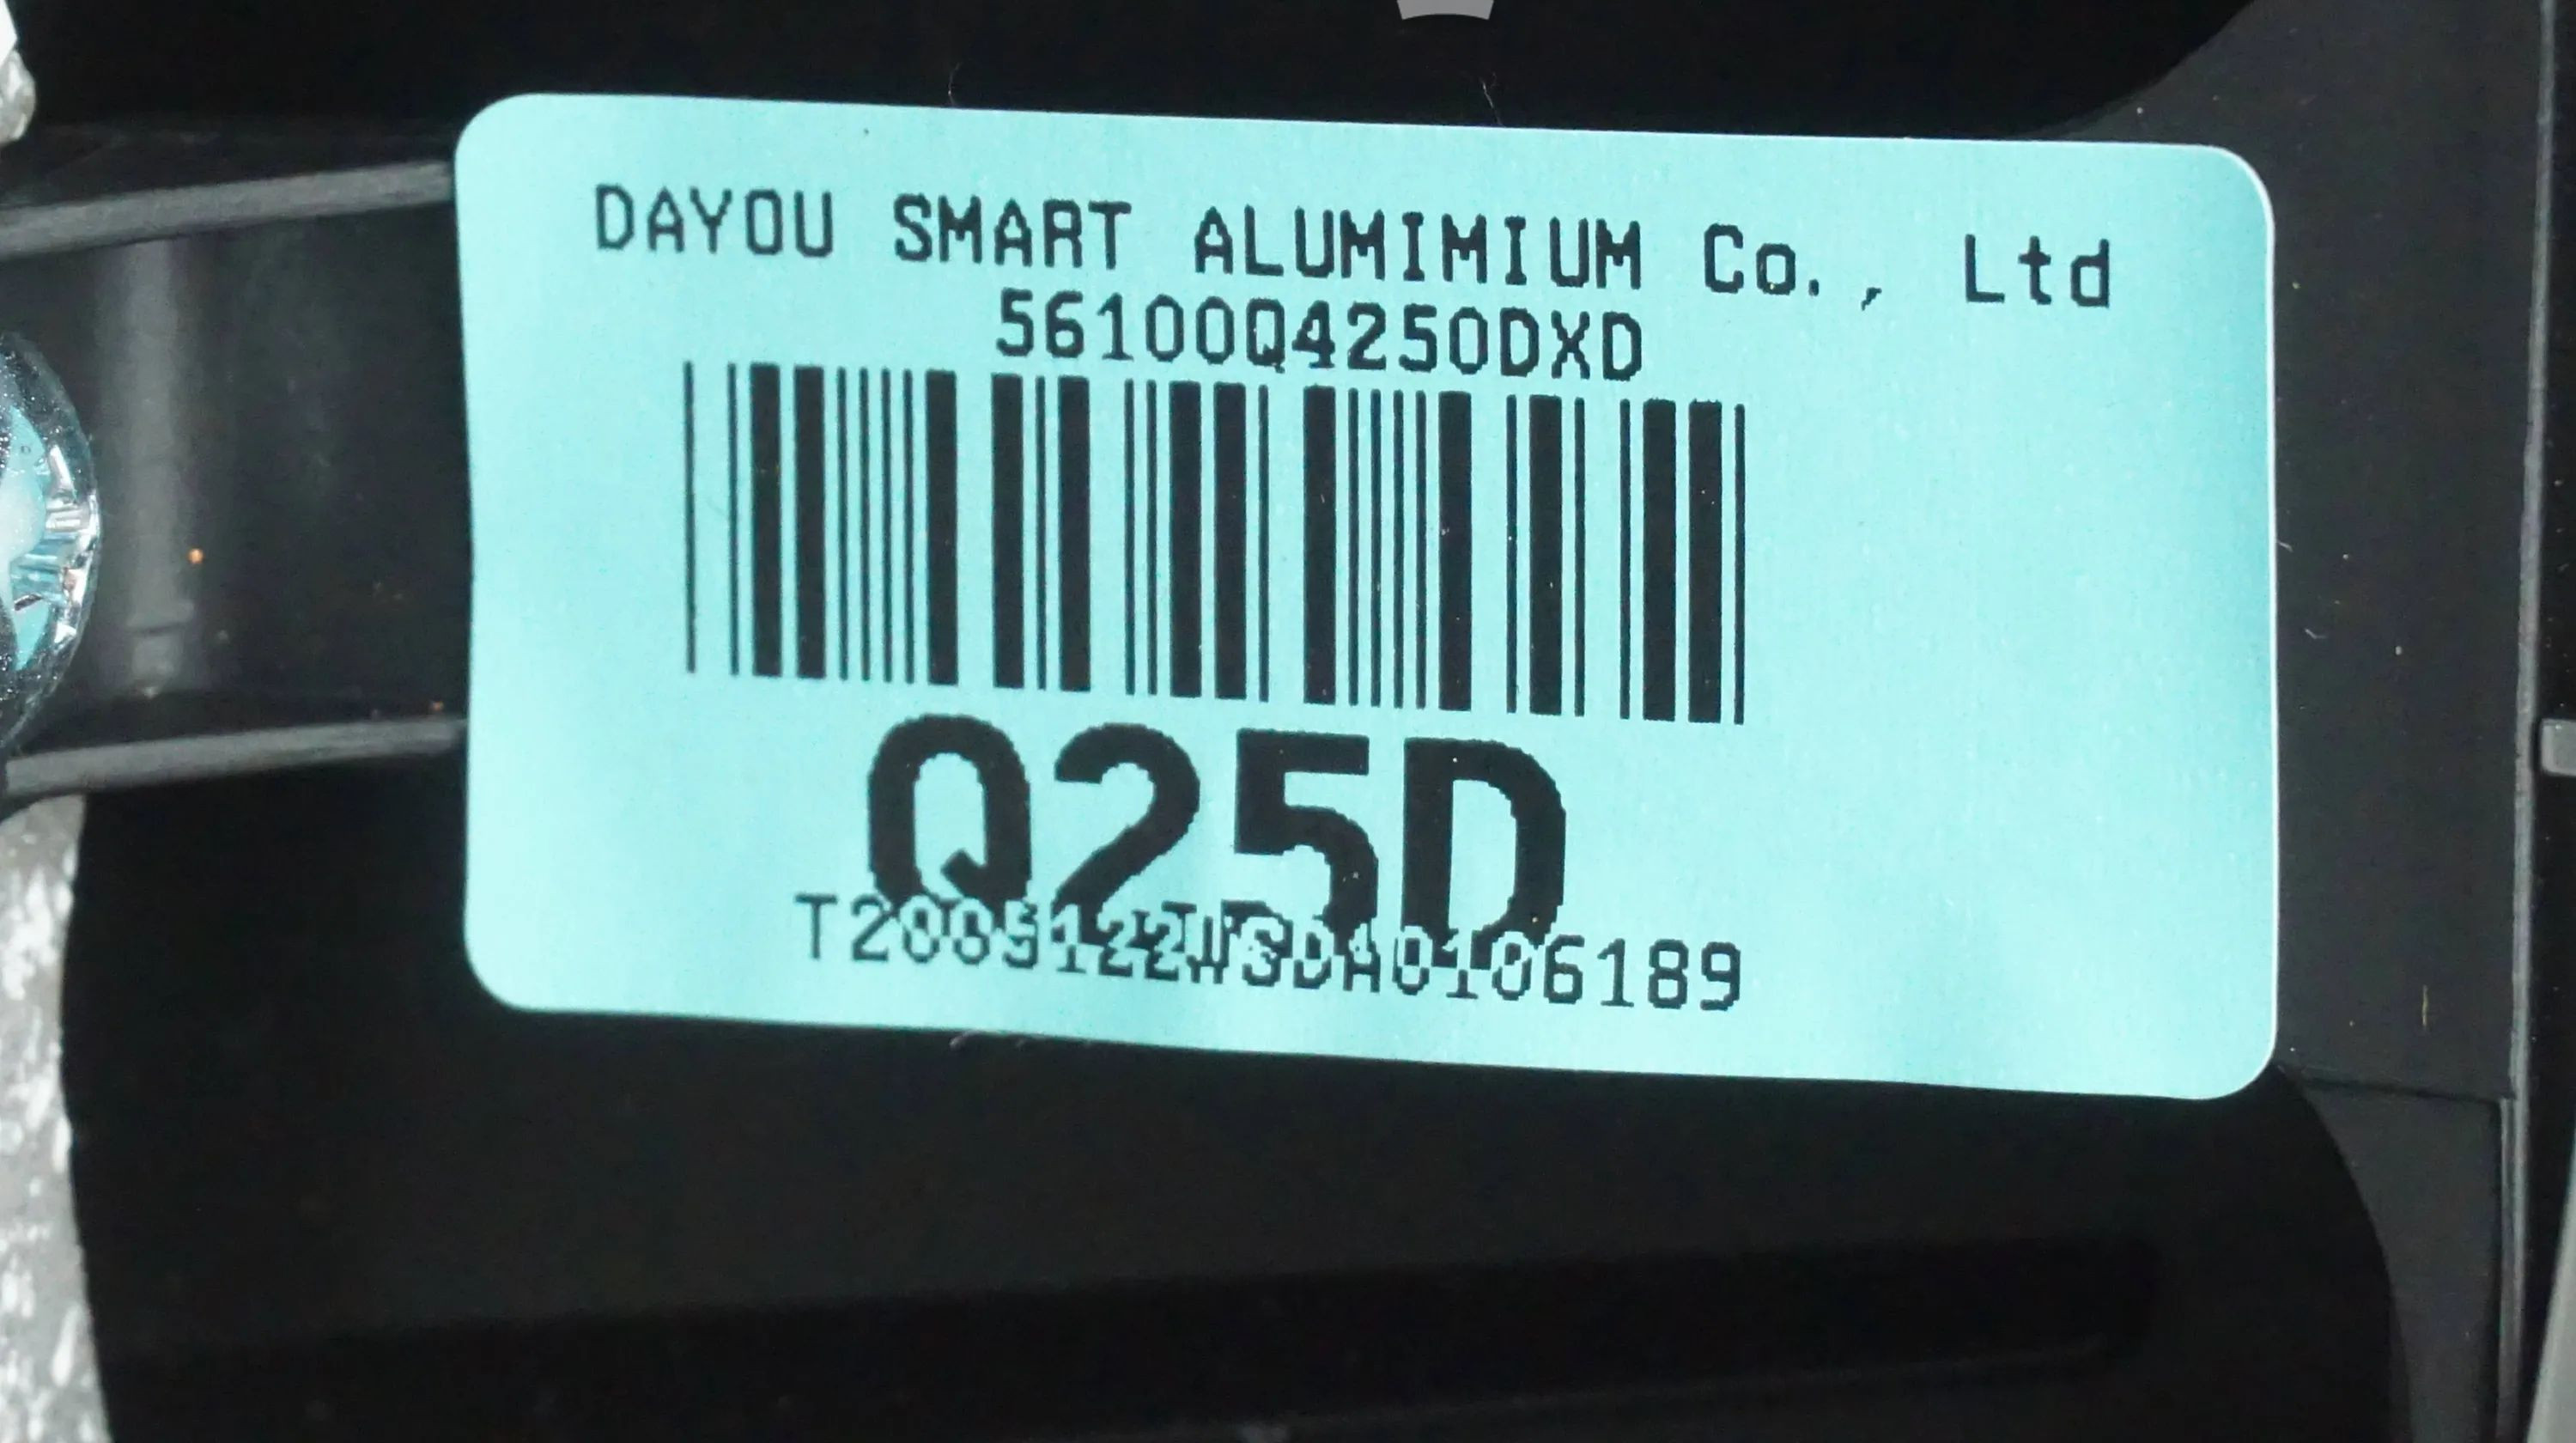 DAYOU SMART ALUMIMIUM Co., Ltd
56100Q4250DXD
Q25D